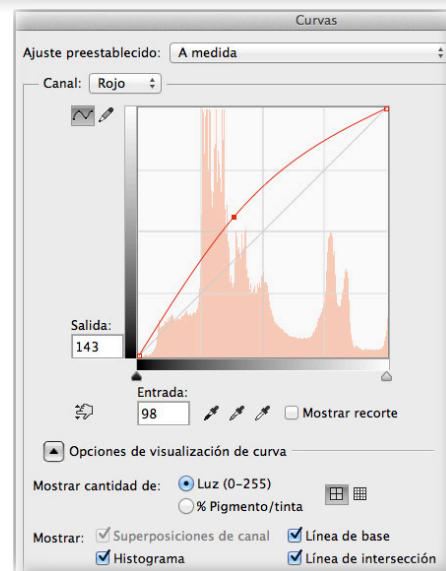 Curvas
Ajuste preestablecido: A medida
Canal: Rojo
Salida:
143
Entrada:
98
Mostrar recorte
Opciones de visualización de curva
Mostrar cantidad de: Luz (0-255)
% Pigmento/tinta
Mostrar: Superposiciones de canal Línea de base
Histograma Línea de intersección